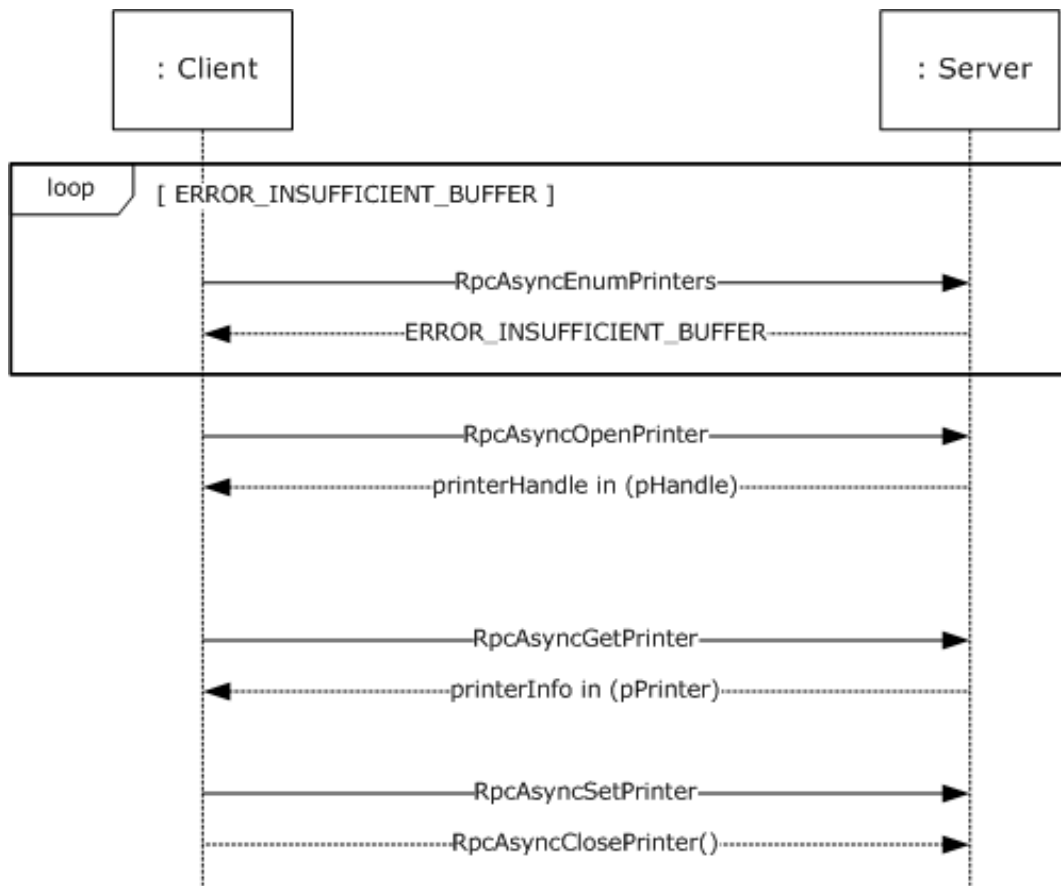 : Client
: Server
loop
[ ERROR_INSUFFICIENT_BUFFER ]
RpcAsyncEnumPrinters
ERROR_INSUFFICIENT_BUFFER
RpcAsyncOpenPrinter
printerHandle in (pHandle)
RpcAsyncGetPrinter
printerInfo in (pPrinter)
RpcAsyncSetPrinter
RpcAsyncClosePrinter()